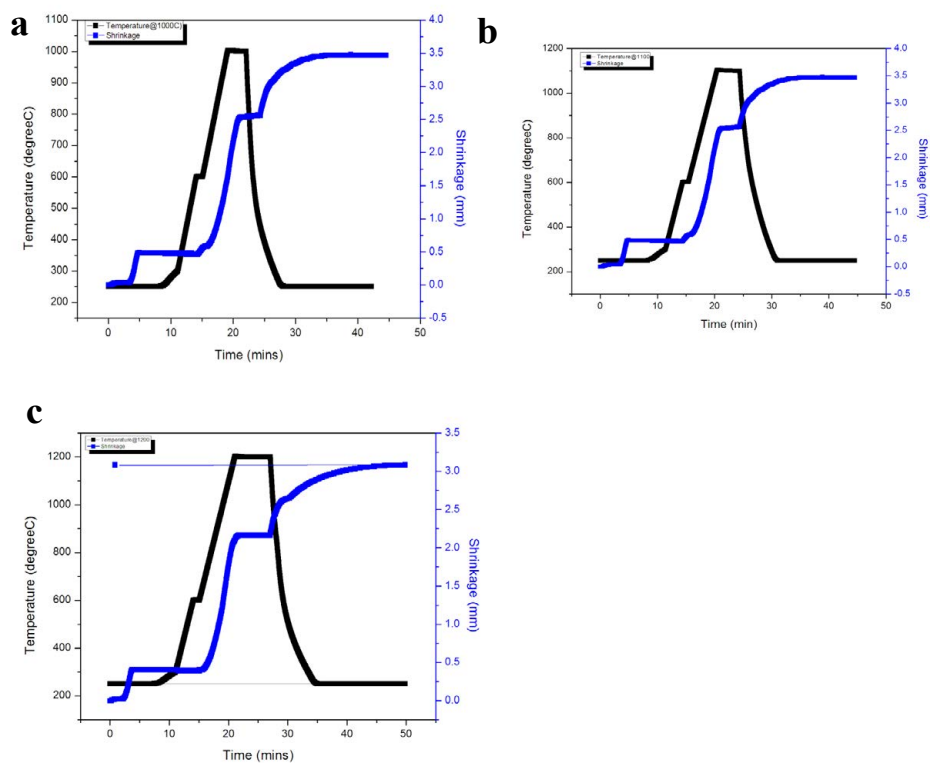 a
Temperature@1000C)
Shrinkage
1100
1000
900
800
700
600
500
400
300
200
Temperature (degreeC)
4.0
3.5
3.0
2.5
2.0
1.5
1.0
0.5
0.0
-0.5
Shrinkage (mm)
0 10 20 30 40 50
Time (mins)
b
Temperature@1100
Shrinkage
1200
1000
800
600
400
200
Temperature (degreeC)
4.0
3.5
3.0
2.5
2.0
1.5
1.0
0.5
0.0
-0.5
Shrinkage (mm)
0 10 20 30 40 50
Time (min)
c
Temperature@1200
Shrinkage
1200
1000
800
600
400
200
Temperature (degreeC)
3.5
3.0
2.5
2.0
1.5
1.0
0.5
0.0
Shrinkage (mm)
0 10 20 30 40 50
Time (mins)